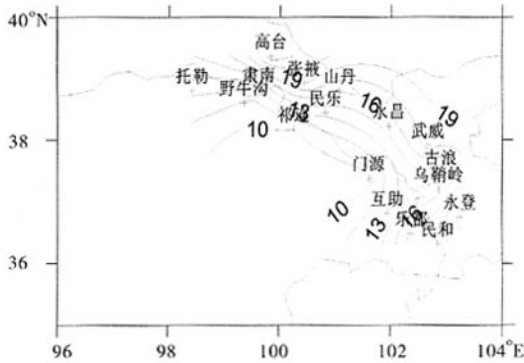 40°N
高台
托勒 肃南 张掖 山丹
19
野牛沟 民乐 16 永昌 19
祁连 13
10 武威
38
门源 古浪
乌鞘岭
互助 永登
10 13 乐都 16
民和
36
96 98 100 102 104°E